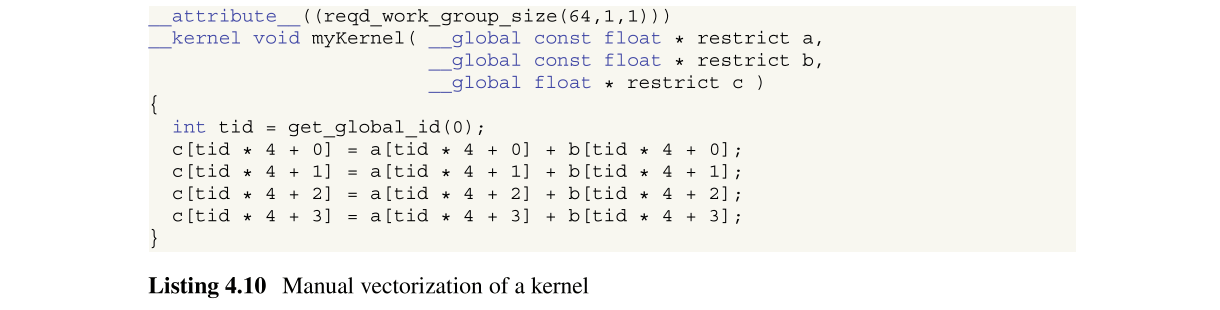 __attribute__((reqd_work_group_size(64,1,1)))
__kernel void myKernel( __global const float * restrict a,
                        __global const float * restrict b,
                        __global float * restrict c )
{
  int tid = get_global_id(0);
  c[tid * 4 + 0] = a[tid * 4 + 0] + b[tid * 4 + 0];
  c[tid * 4 + 1] = a[tid * 4 + 1] + b[tid * 4 + 1];
  c[tid * 4 + 2] = a[tid * 4 + 2] + b[tid * 4 + 2];
  c[tid * 4 + 3] = a[tid * 4 + 3] + b[tid * 4 + 3];
}
Listing 4.10 Manual vectorization of a kernel